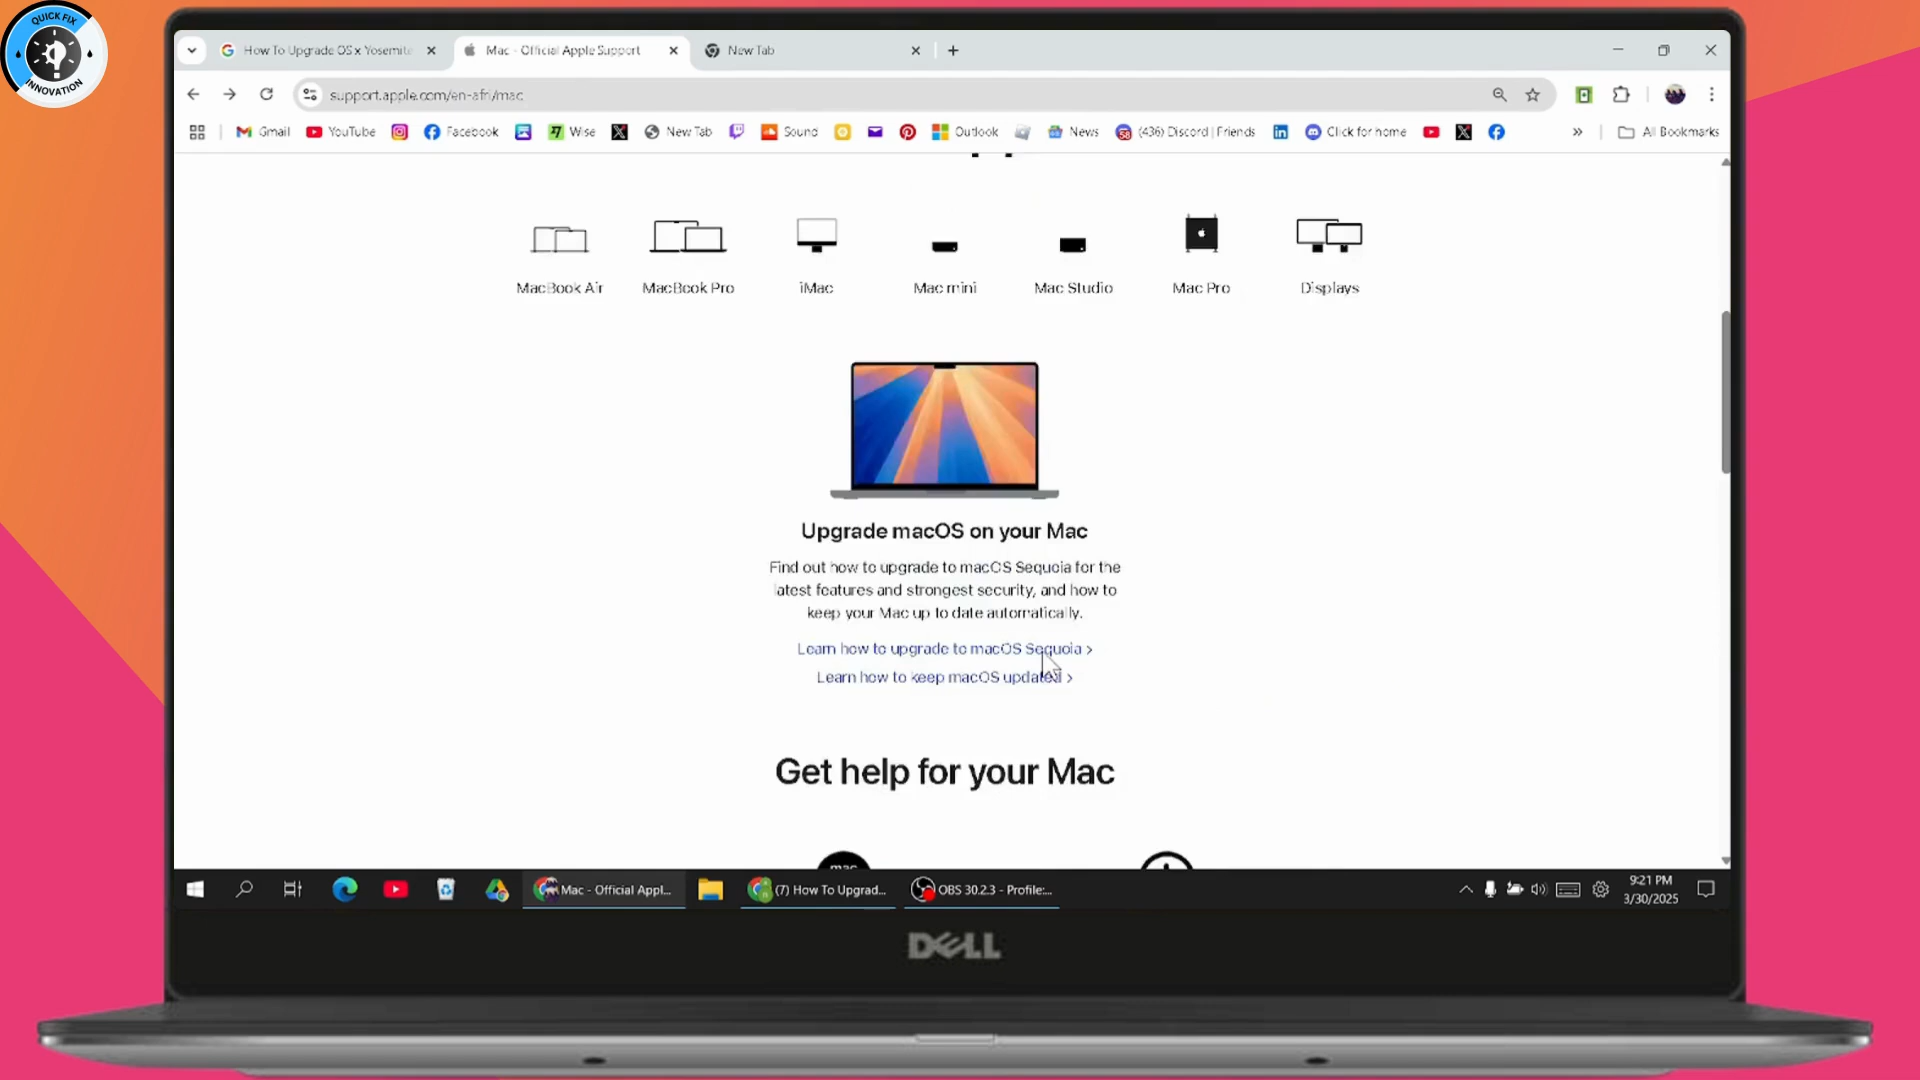 QUICK FIX
INNOVATION
How To Upgrade OS x Yosemite
Mac - Official Apple Support
New Tab
support.apple.com/en-afri/mac
Gmail
YouTube
Facebook
Wise
New Tab
Sound
Outlook
News
(436) Discord | Friends
Click for home
All Bookmarks
MacBook Air
MacBook Pro
iMac
Mac mini
Mac Studio
Mac Pro
Displays
Upgrade macOS on your Mac
Find out how to upgrade to macOS Sequoia for the
latest features and strongest security, and how to
keep your Mac up to date automatically.
Learn how to upgrade to macOS Sequoia >
Learn how to keep macOS updated >
Get help for your Mac
mac
Mac - Official Appl...
(7) How To Upgrad...
OBS 30.2.3 - Profile:...
9:21 PM
3/30/2025
DELL